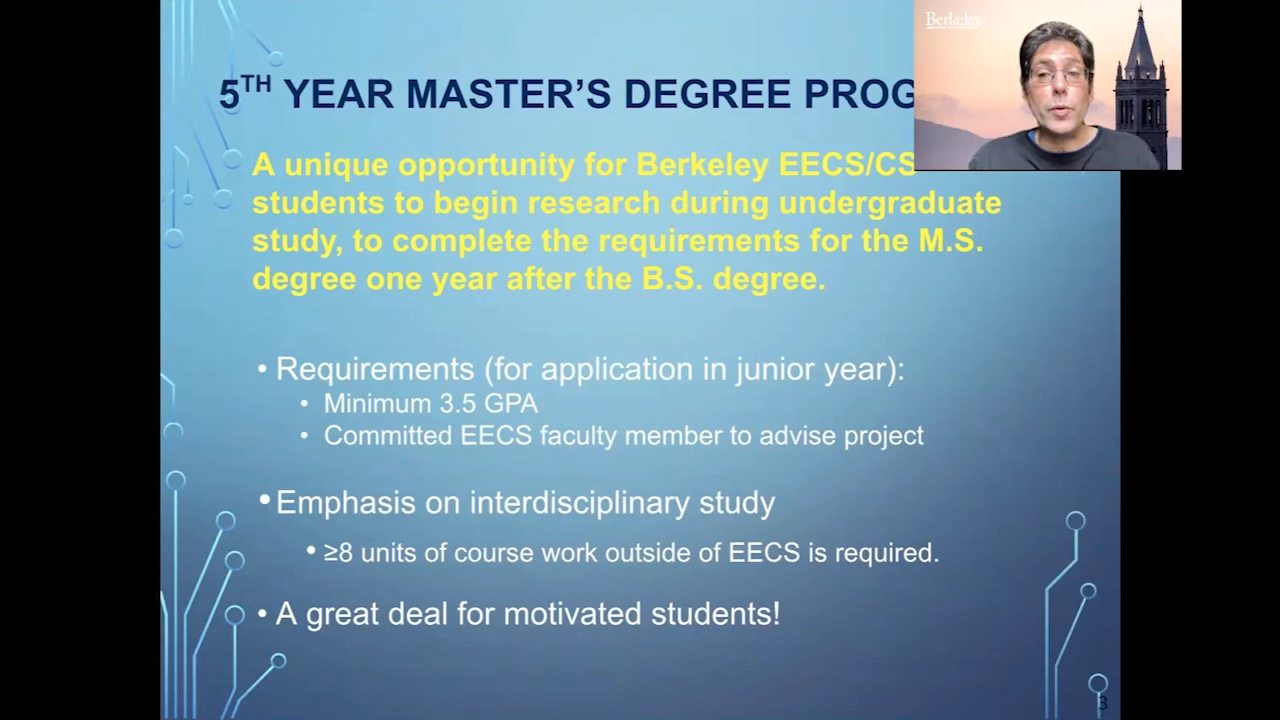 Berkeley
5TH YEAR MASTER'S DEGREE PROG
A unique opportunity for Berkeley EECS/CS
students to begin research during undergraduate
study, to complete the requirements for the M.S.
degree one year after the B.S. degree.
• Requirements (for application in junior year):
• Minimum 3.5 GPA
• Committed EECS faculty member to advise project
• Emphasis on interdisciplinary study
• ≥8 units of course work outside of EECS is required.
• A great deal for motivated students!
3